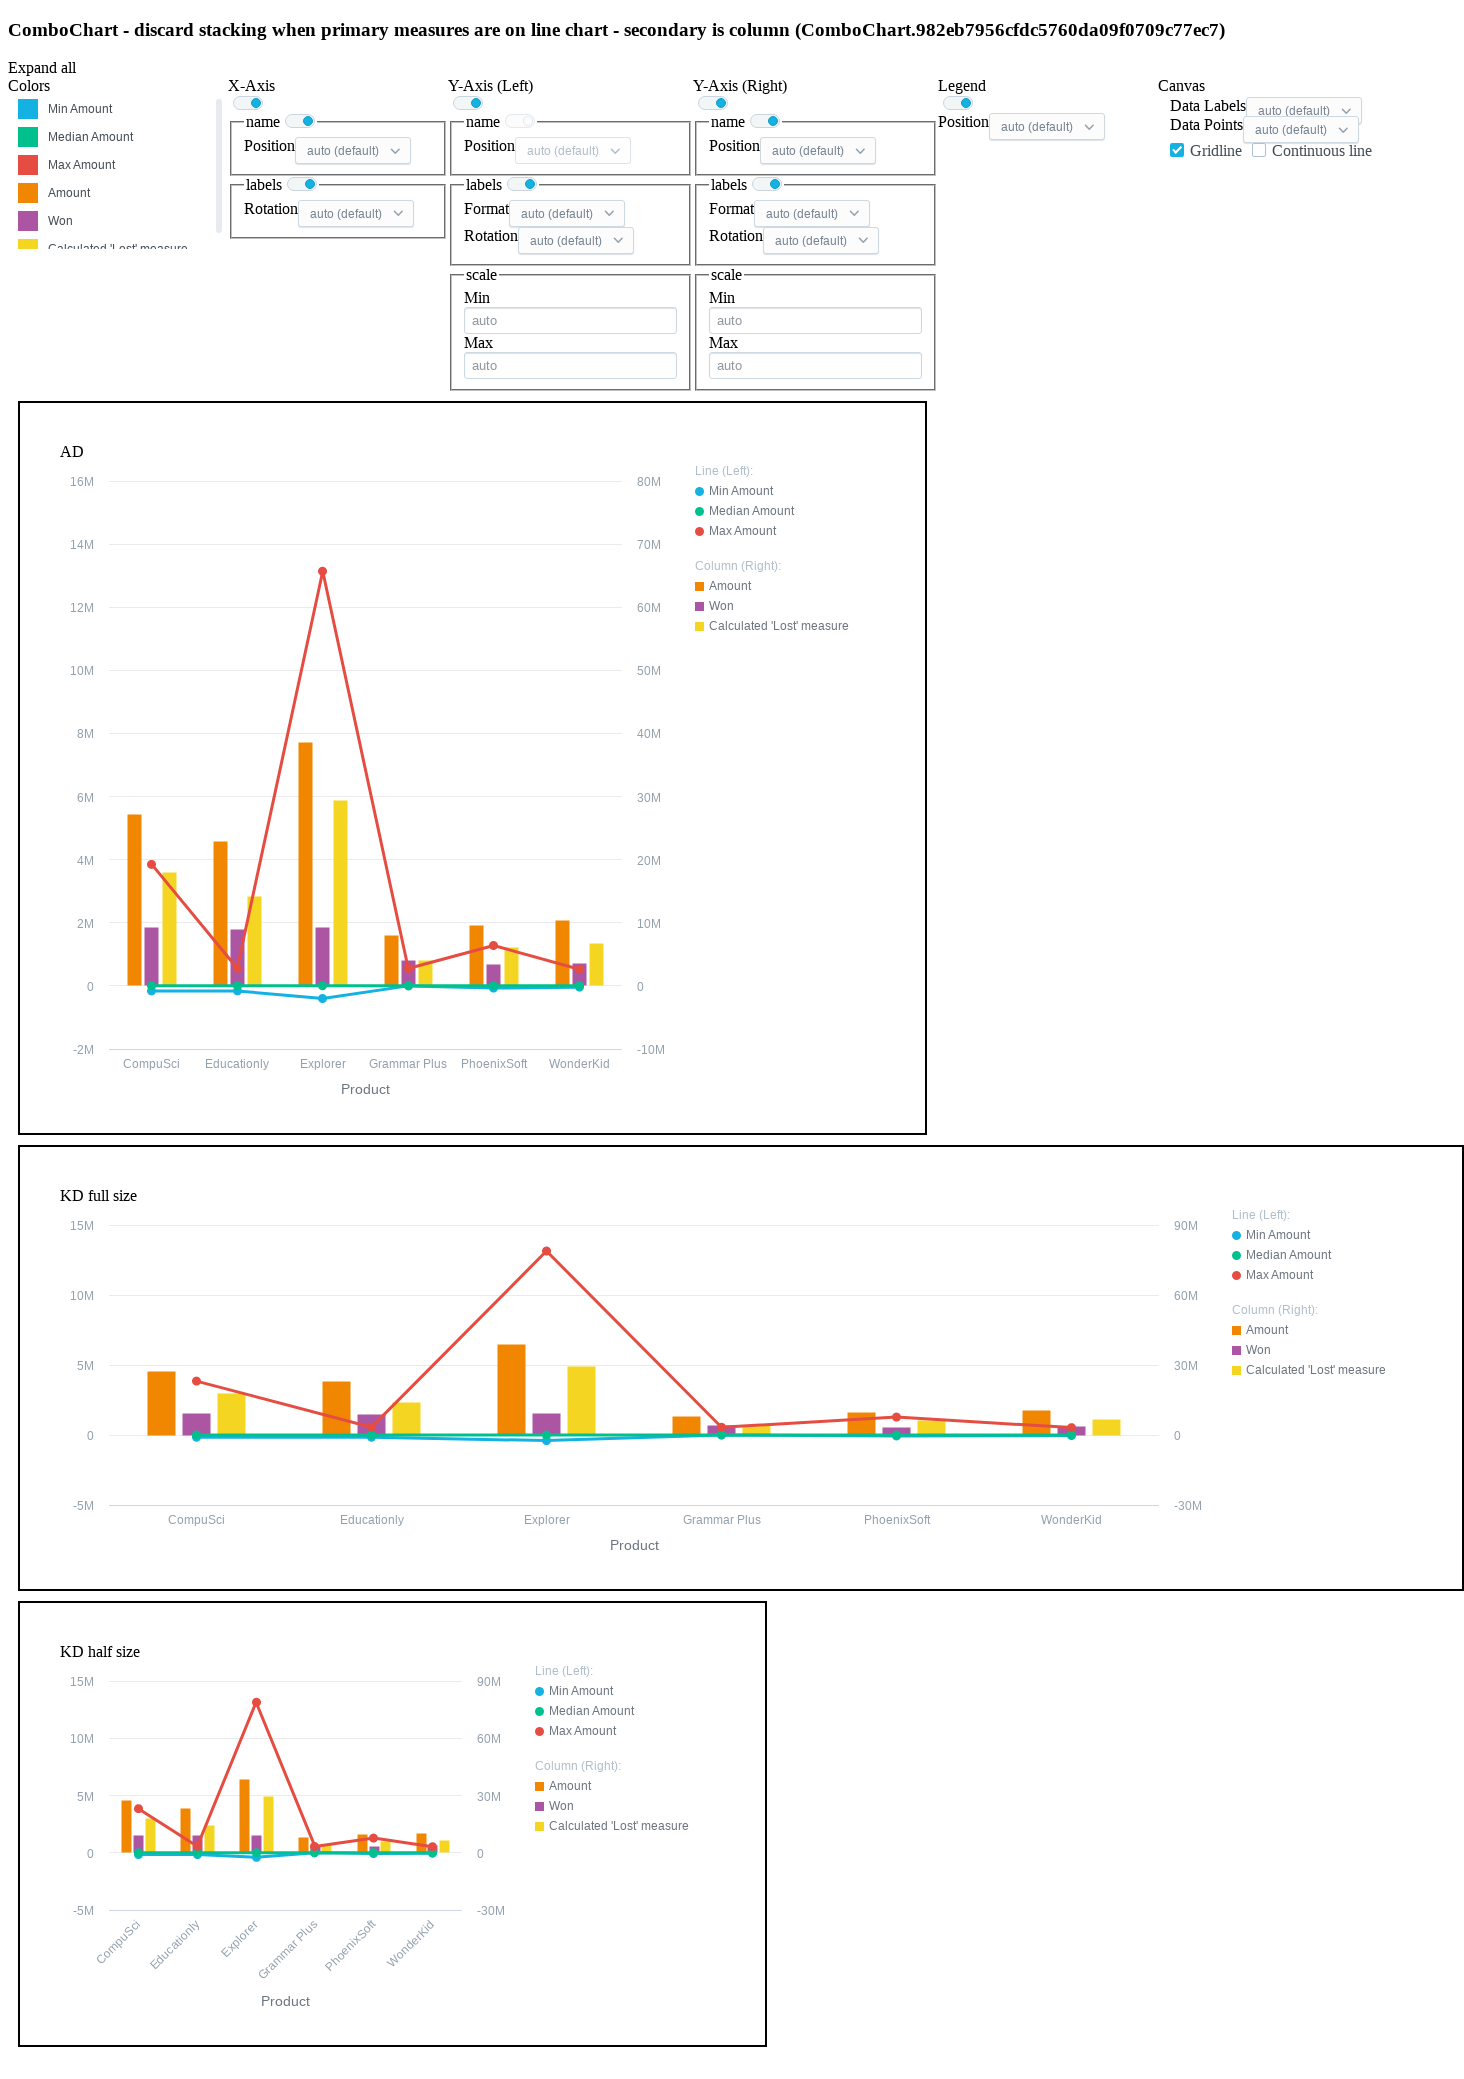 ComboChart - discard stacking when primary measures are on line chart - secondary is column (ComboChart.982eb7956cfdc5760da09f0709c77ec7)
Expand all
Colors
Min Amount
Median Amount
Max Amount
Amount
Won
Calculated 'Lost' measure
X-Axis
name
Position auto (default)
labels
Rotation auto (default)
Y-Axis (Left)
name
Position auto (default)
labels
Format auto (default)
Rotation auto (default)
scale
Min
auto
Max
auto
Y-Axis (Right)
name
Position auto (default)
labels
Format auto (default)
Rotation auto (default)
scale
Min
auto
Max
auto
Legend
Position auto (default)
Canvas
Data Labels auto (default)
Data Points auto (default)
Gridline Continuous line
AD
16M
14M
12M
10M
8M
6M
4M
2M
0
-2M
80M
70M
60M
50M
40M
30M
20M
10M
0
-10M
CompuSci Educationly Explorer Grammar Plus PhoenixSoft WonderKid
Product
Line (Left):
Min Amount
Median Amount
Max Amount
Column (Right):
Amount
Won
Calculated 'Lost' measure
KD full size
15M
10M
5M
0
-5M
90M
60M
30M
0
-30M
CompuSci Educationly Explorer Grammar Plus PhoenixSoft WonderKid
Product
Line (Left):
Min Amount
Median Amount
Max Amount
Column (Right):
Amount
Won
Calculated 'Lost' measure
KD half size
15M
10M
5M
0
-5M
90M
60M
30M
0
-30M
CompuSci Educationly Explorer Grammar Plus PhoenixSoft WonderKid
Product
Line (Left):
Min Amount
Median Amount
Max Amount
Column (Right):
Amount
Won
Calculated 'Lost' measure